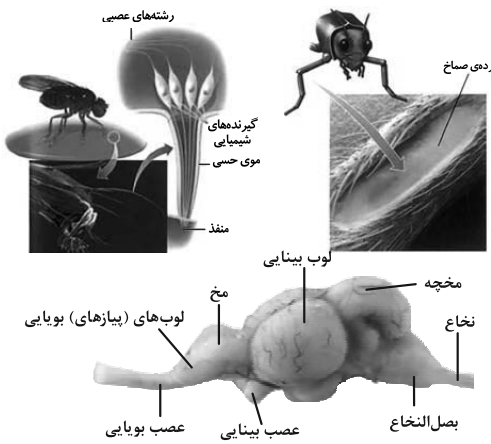 رشته‌های عصبی
گیرنده‌های
شیمیایی
موی حسی
منفذ
رده‌ی صماخ
لوب بینایی
مخچه
مخ
نخاع
لوب‌های (پیازهای) بویایی
بصل‌النخاع
عصب بینایی
عصب بویایی